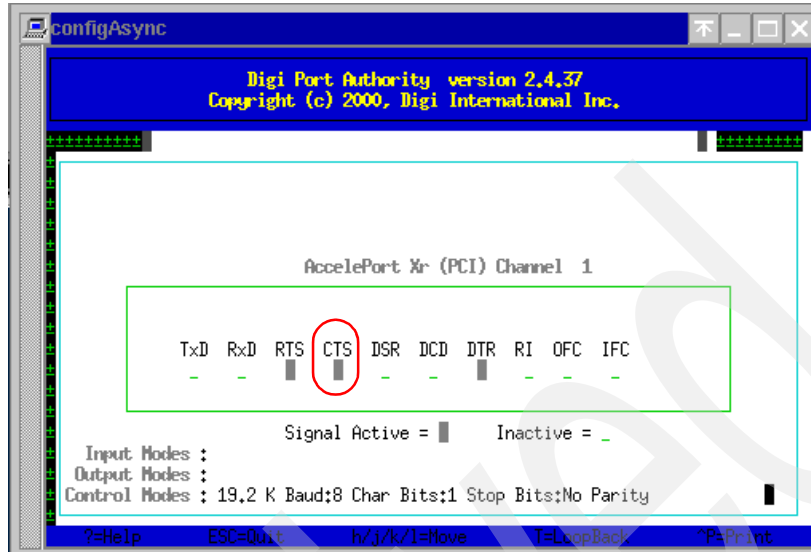 configAsync
Digi Port Authority version 2.4.37
Copyright (c) 2000, Digi International Inc.
AccelePort Xr (PCI) Channel 1
TxD RxD RTS CTS DSR DCD DTR RI OFC IFC
Signal Active = Inactive = _
Input Modes :
Output Modes :
Control Modes : 19.2 K Baud:8 Char Bits:1 Stop Bits:No Parity
?=Help ESC=Quit h/j/k/l=Move T=LoopBack ^P=Print